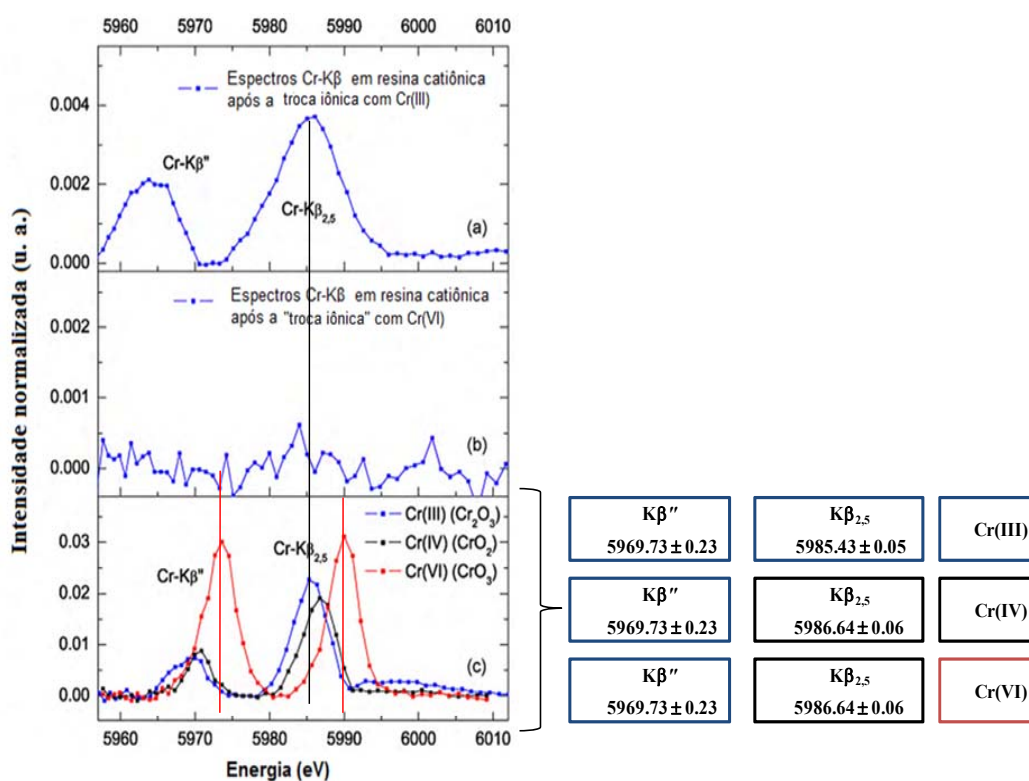 5960 5970 5980 5990 6000 6010
Espectros Cr-Kβ em resina catiônica
após a troca iônica com Cr(III)
0.004
Cr-Kβ"
0.002
Cr-Kβ2,5
(a)
0.000
Espectros Cr-Kβ em resina catiônica
após a "troca iônica" com Cr(VI)
0.002
0.001
(b)
0.000
Intensidade normalizada (u. a.)
Cr(III) (Cr2O3)
0.03
Cr-Kβ2,5
Cr(IV) (CrO2)
Cr-Kβ"
Cr(VI) (CrO3)
0.02
0.01
(c)
0.00
5960 5970 5980 5990 6000 6010
Energia (eV)
Kβ″
5969.73±0.23
Kβ2,5
5985.43±0.05
Cr(III)
Kβ″
5969.73±0.23
Kβ2,5
5986.64±0.06
Cr(IV)
Kβ″
5969.73±0.23
Kβ2,5
5986.64±0.06
Cr(VI)